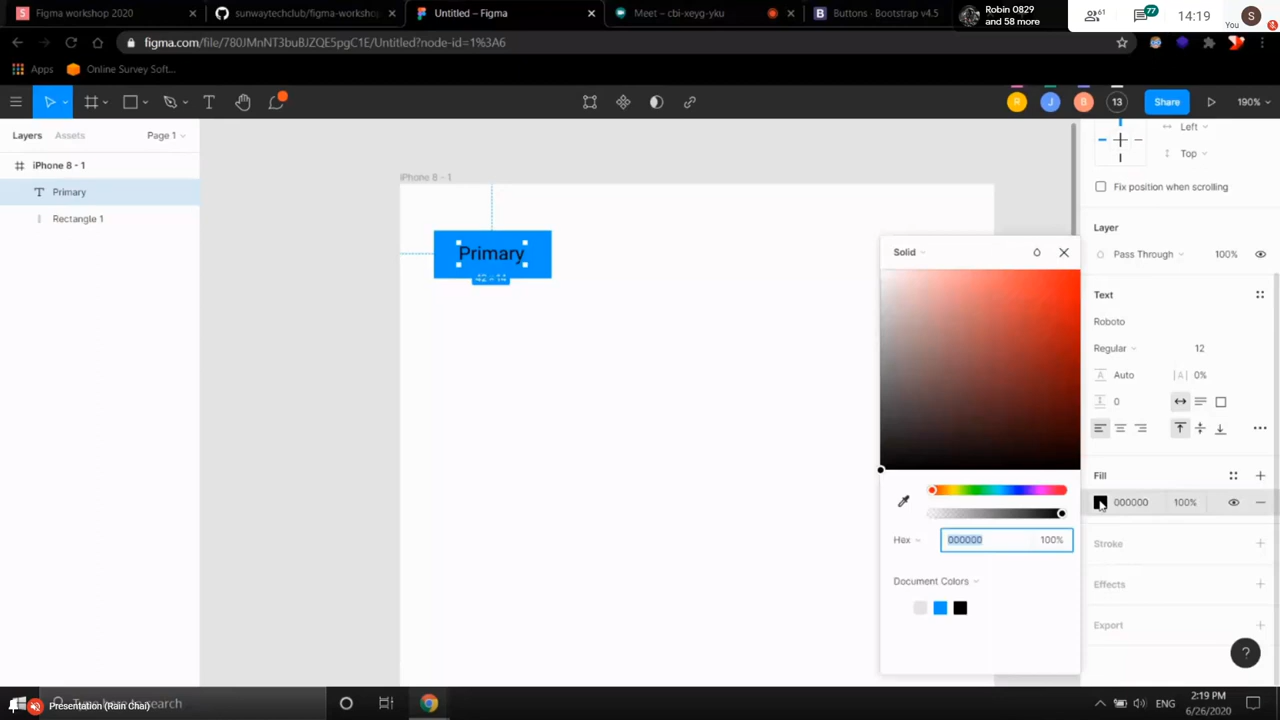 Figma workshop 2020
sunwaytechclub/figma-workshop
Untitled – Figma
Meet – cbi-xeyg-yku
Buttons · Bootstrap v4.5
Robin 0829
and 58 more
61
77
14:19
You
S
figma.com/file/780JMnNT3buBJZQE5pgC1E/Untitled?node-id=1%3A6
Apps
Online Survey Soft...
R
J
B
13
Share
190%
Layers
Assets
Page 1
iPhone 8 - 1
Primary
Rectangle 1
iPhone 8 - 1
Primary
42 × 14
Left
Top
Fix position when scrolling
Layer
Pass Through
100%
Text
Roboto
Regular
12
Auto
0%
0
Fill
000000
100%
Stroke
Effects
Export
Solid
Hex
000000
100%
Document Colors
?
Presentation (Rain Chai)
ENG
2:19 PM
6/26/2020